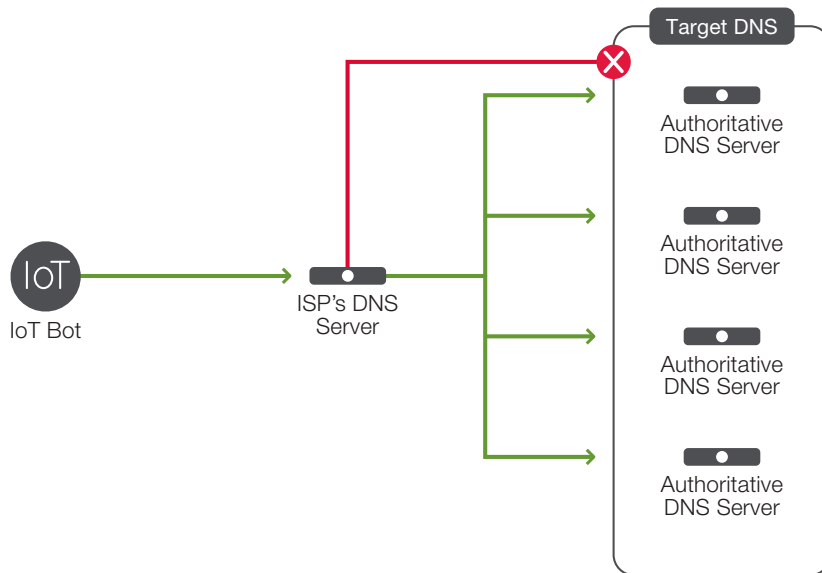 Target DNS
Authoritative
DNS Server
Authoritative
DNS Server
IoT
IoT Bot
ISP's DNS
Server
Authoritative
DNS Server
Authoritative
DNS Server